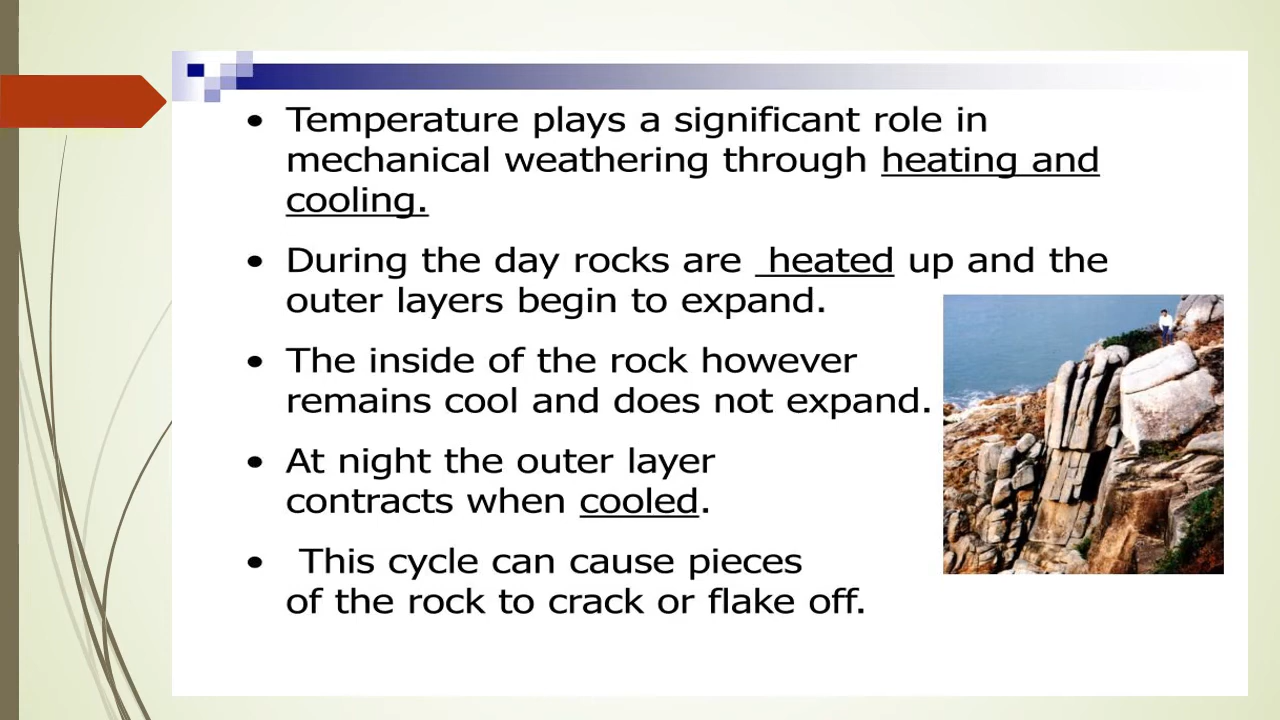 • Temperature plays a significant role in
mechanical weathering through heating and
cooling.
• During the day rocks are heated up and the
outer layers begin to expand.
• The inside of the rock however
remains cool and does not expand.
• At night the outer layer
contracts when cooled.
• This cycle can cause pieces
of the rock to crack or flake off.